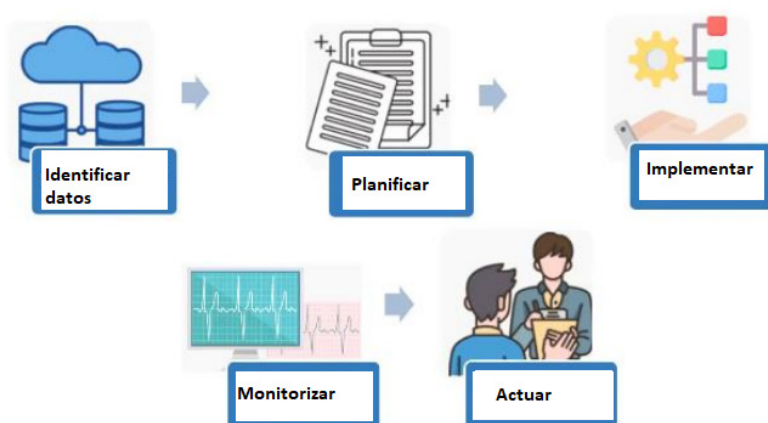 Identificar
datos
Planificar
Implementar
Monitorizar
Actuar